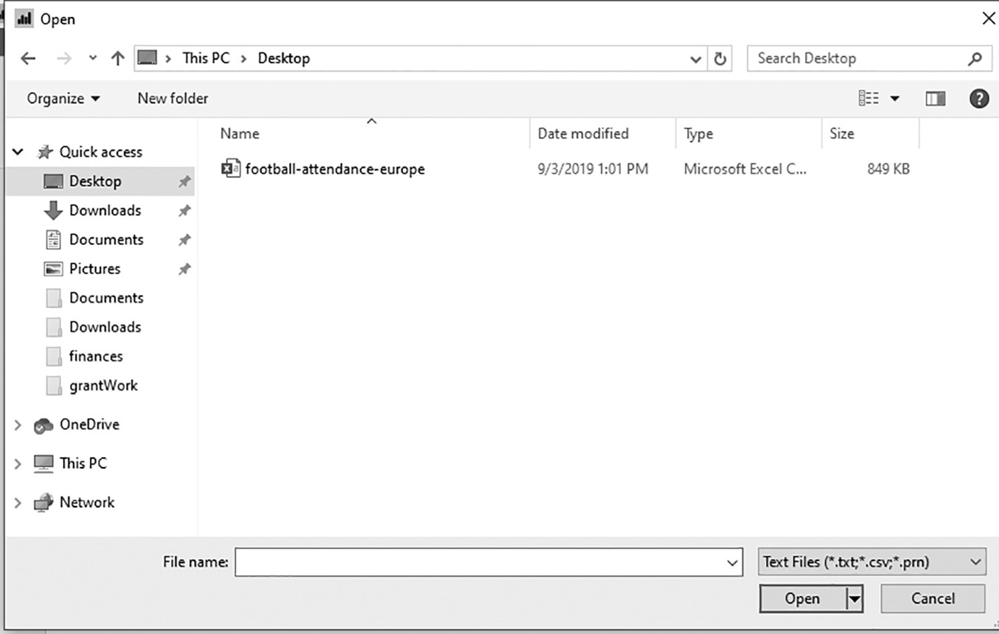 Open
This PC > Desktop
Search Desktop
Organize
New folder
Name
Date modified
Type
Size
football-attendance-europe
9/3/2019 1:01 PM
Microsoft Excel C...
849 KB
Quick access
Desktop
Downloads
Documents
Pictures
Documents
Downloads
finances
grantWork
OneDrive
This PC
Network
File name:
Text Files (*.txt;*.csv;*.prn)
Open
Cancel